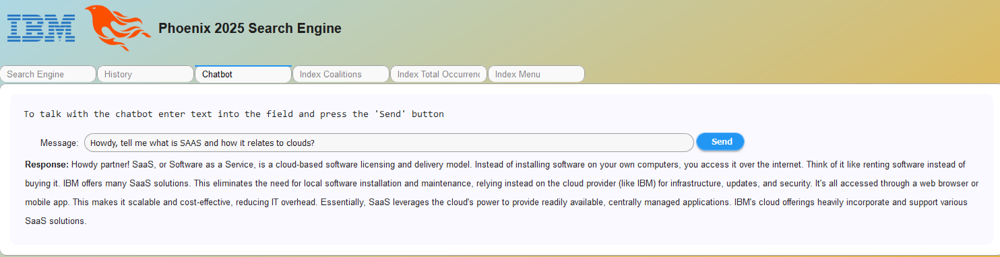 IBM Phoenix 2025 Search Engine
Search Engine History Chatbot Index Coalitions Index Total Occurrenc Index Menu
To talk with the chatbot enter text into the field and press the 'Send' button
Message: Howdy, tell me what is SAAS and how it relates to clouds? Send
Response: Howdy partner! SaaS, or Software as a Service, is a cloud-based software licensing and delivery model. Instead of installing software on your own computers, you access it over the internet. Think of it like renting software instead of
buying it. IBM offers many SaaS solutions. This eliminates the need for local software installation and maintenance, relying instead on the cloud provider (like IBM) for infrastructure, updates, and security. It's all accessed through a web browser or
mobile app. This makes it scalable and cost-effective, reducing IT overhead. Essentially, SaaS leverages the cloud's power to provide readily available, centrally managed applications. IBM's cloud offerings heavily incorporate and support various
SaaS solutions.